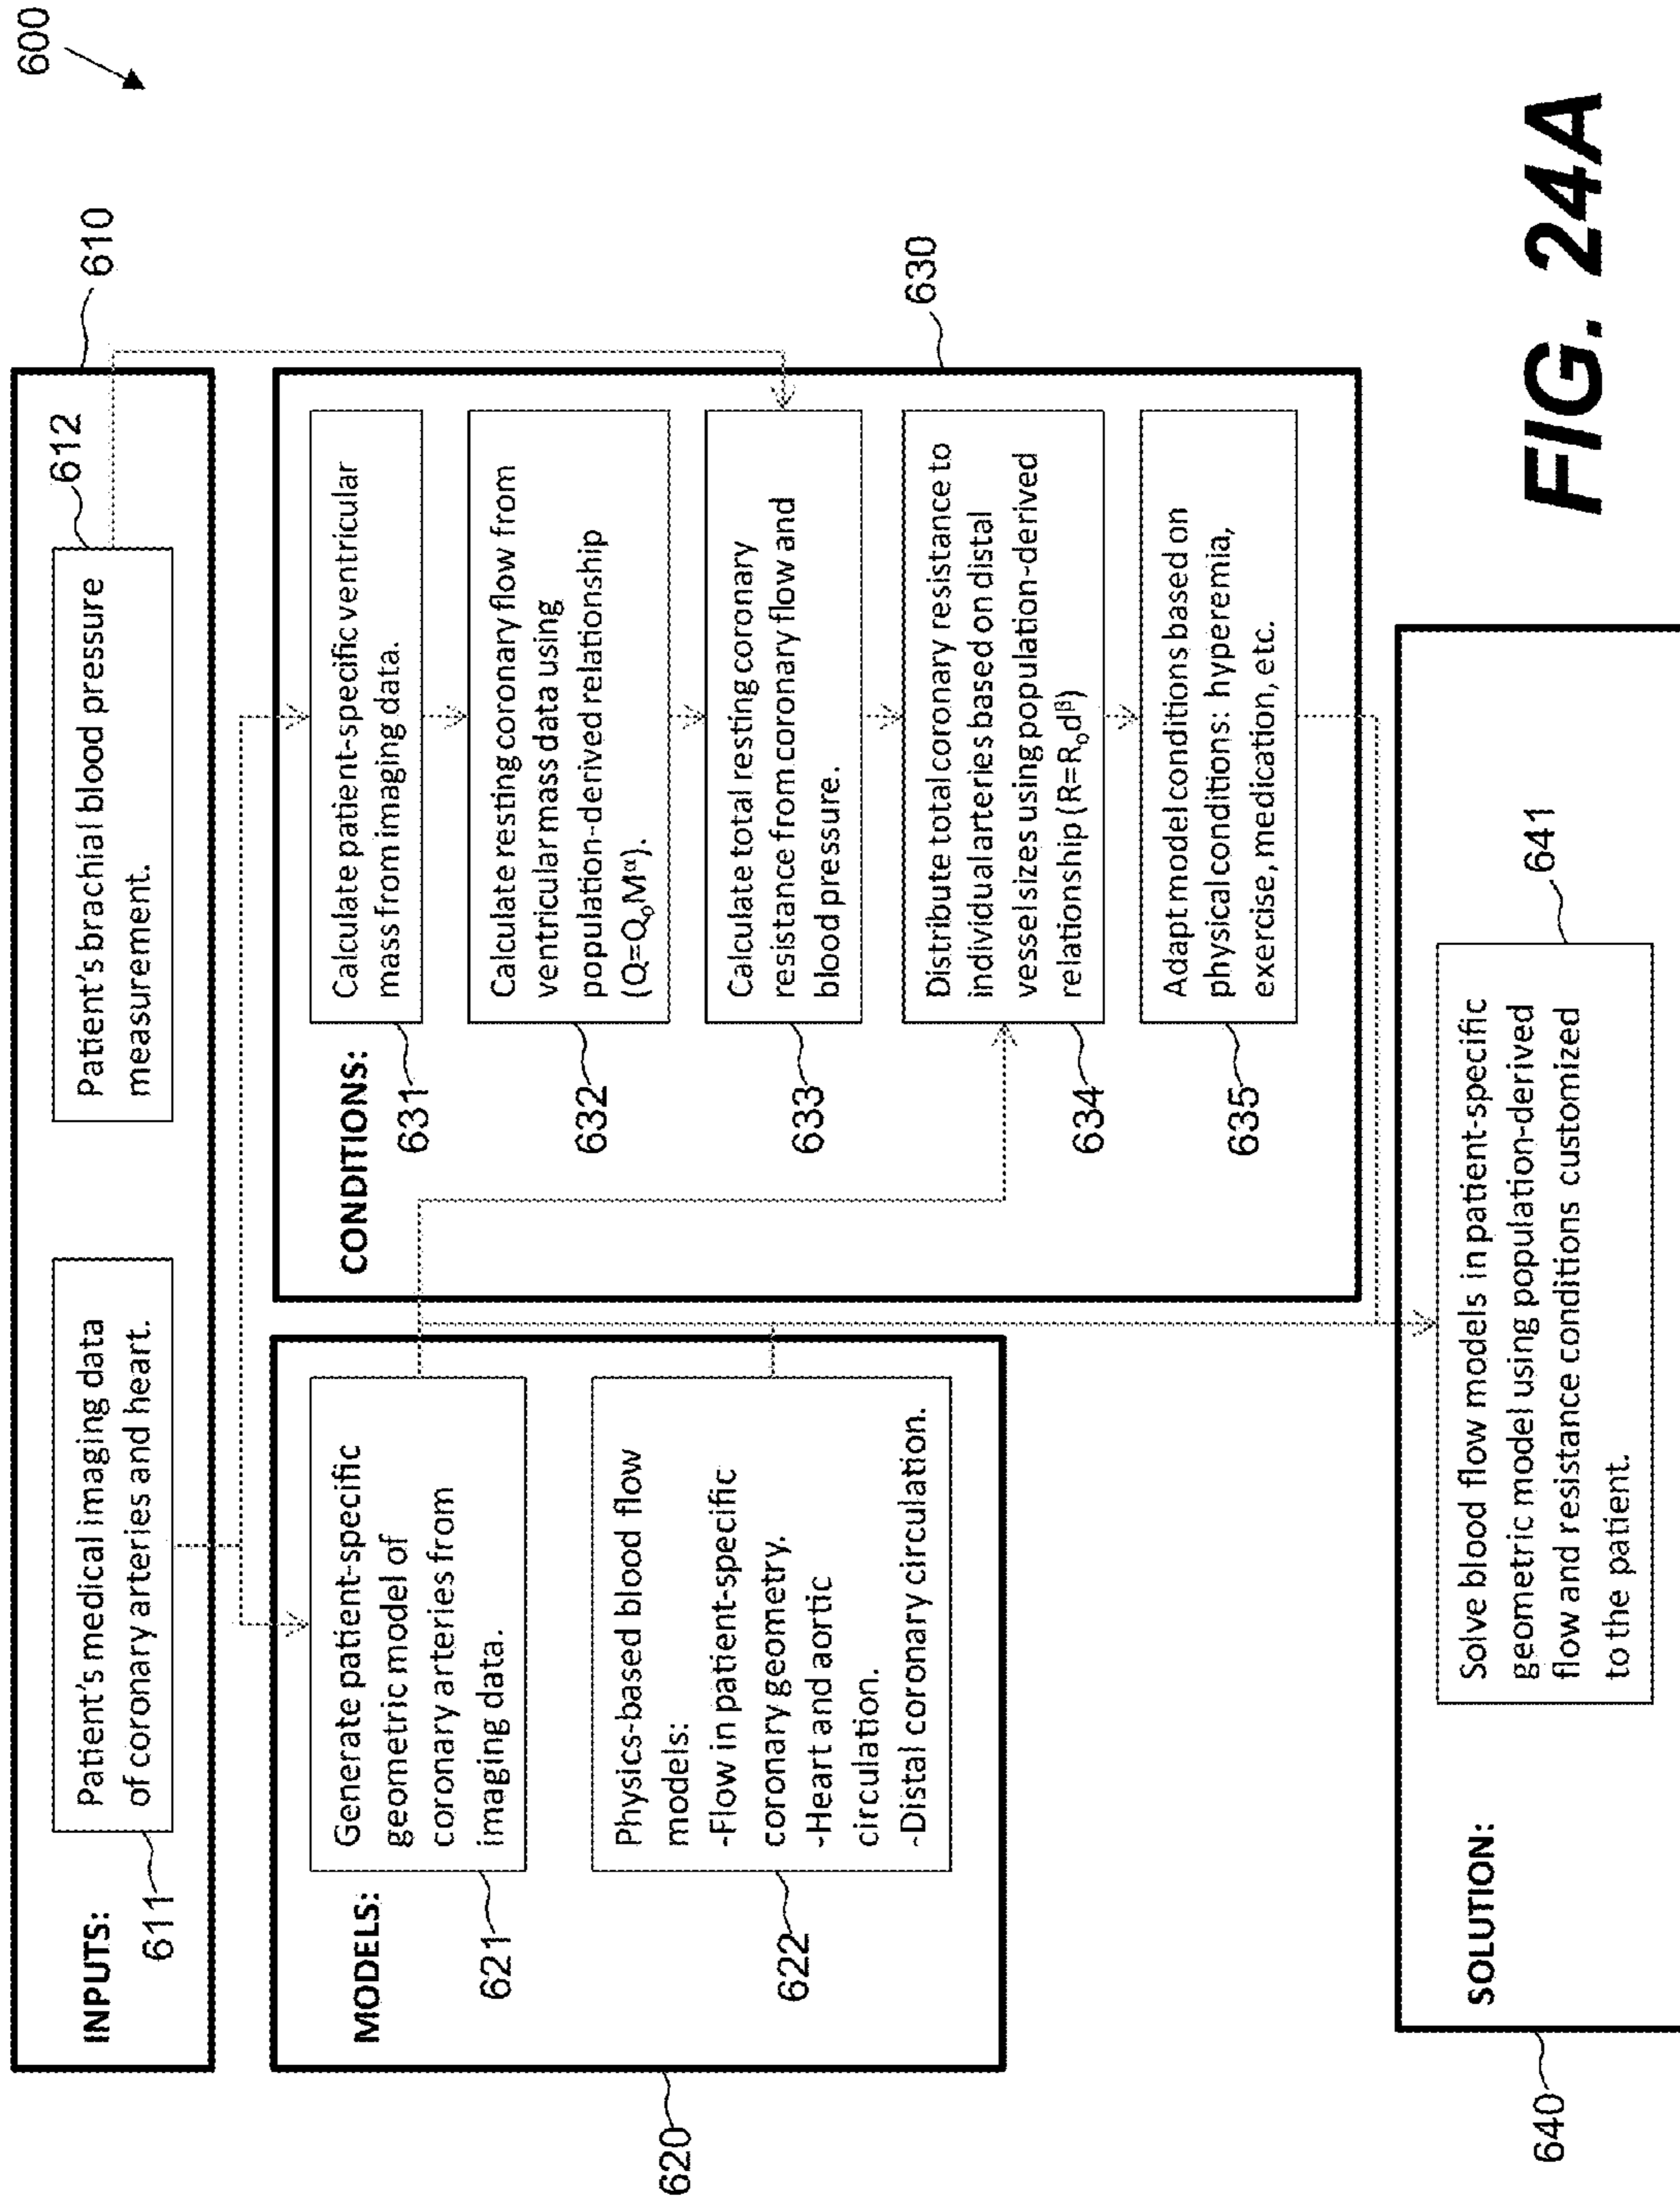 600
610
INPUTS:
611
Patient's medical imaging data
of coronary arteries and heart.
612
Patient's brachial blood pressure
measurement.
620
MODELS:
621
Generate patient-specific
geometric model of
coronary arteries from
imaging data.
622
Physics-based blood flow
models:
-Flow in patient-specific
coronary geometry.
-Heart and aortic
circulation.
-Distal coronary circulation.
630
CONDITIONS:
631
Calculate patient-specific ventricular
mass from imaging data.
632
Calculate resting coronary flow from
ventricular mass data using
population-derived relationship
(Q=Q₀Mᵅ).
633
Calculate total resting coronary
resistance from coronary flow and
blood pressure.
634
Distribute total coronary resistance to
individual arteries based on distal
vessel sizes using population-derived
relationship (R=R₀dᵝ)
635
Adapt model conditions based on
physical conditions: hyperemia,
exercise, medication, etc.
640
SOLUTION:
641
Solve blood flow models in patient-specific
geometric model using population-derived
flow and resistance conditions customized
to the patient.
FIG. 24A